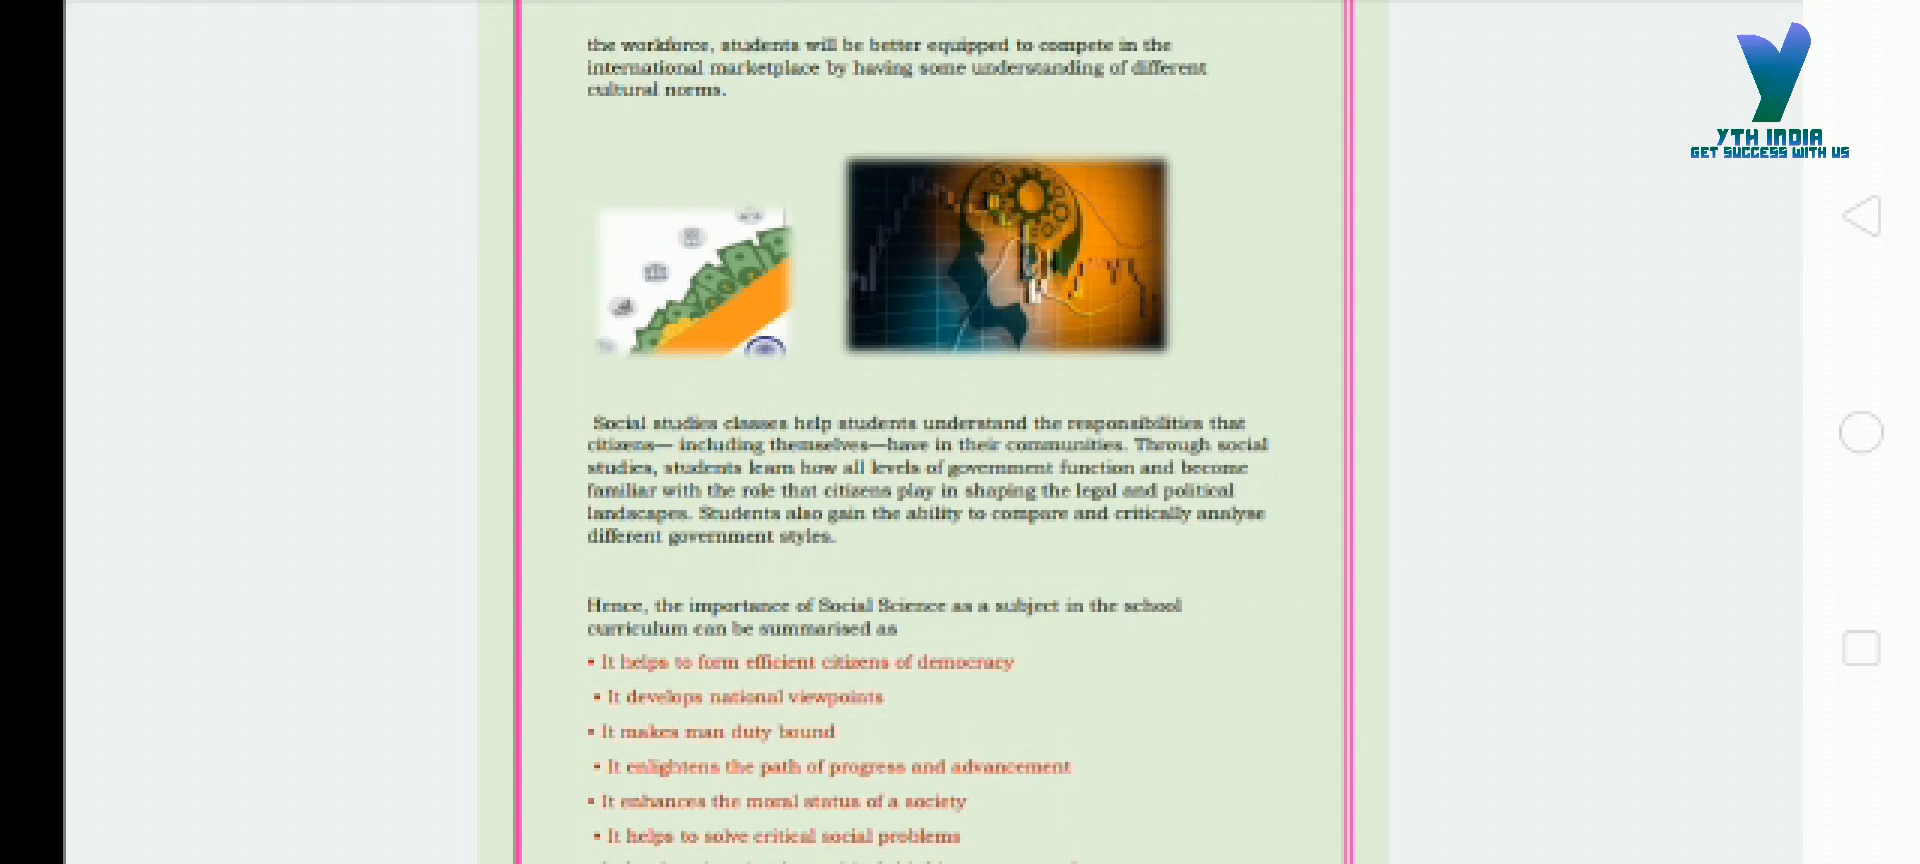 the workforce, students will be better equipped to compete in the
international marketplace by having some understanding of different
cultural norms.
Social studies classes help students understand the responsibilities that
citizens— including themselves—have in their communities. Through social
studies, students learn how all levels of government function and become
familiar with the role that citizens play in shaping the legal and political
landscapes. Students also gain the ability to compare and critically analyse
different government styles.
Hence, the importance of Social Science as a subject in the school
curriculum can be summarised as
• It helps to form efficient citizens of democracy
• It develops national viewpoints
• It makes man duty bound
• It enlightens the path of progress and advancement
• It enhances the moral status of a society
• It helps to solve critical social problems
YTH INDIA
GET SUCCESS WITH US